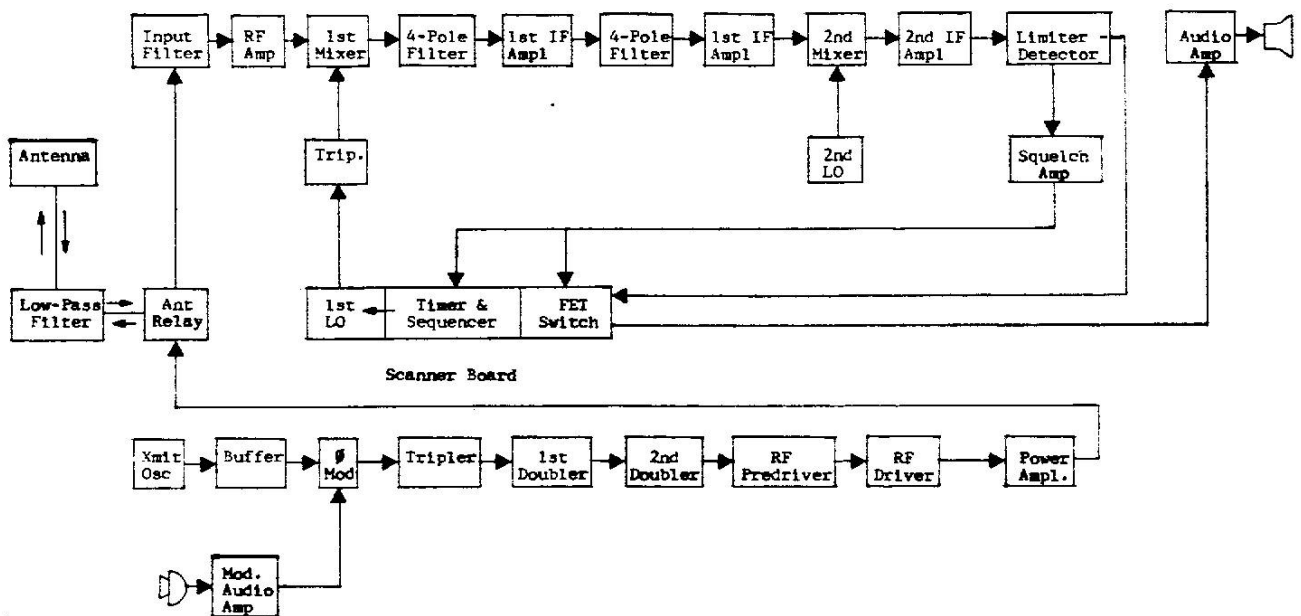 Input
Filter
RF
Amp
1st
Mixer
4-Pole
Filter
1st IF
Ampl
4-Pole
Filter
1st IF
Ampl
2nd
Mixer
2nd IF
Ampl
Limiter
Detector
Audio
Amp
Antenna
Trip.
2nd
LO
Squelch
Amp
Low-Pass
Filter
Ant
Relay
1st
LO
Timer &
Sequencer
FET
Switch
Scanner Board
Xmit
Osc
Buffer
Ø
Mod
Tripler
1st
Doubler
2nd
Doubler
RF
Predriver
RF
Driver
Power
Ampl.
Mod.
Audio
Amp